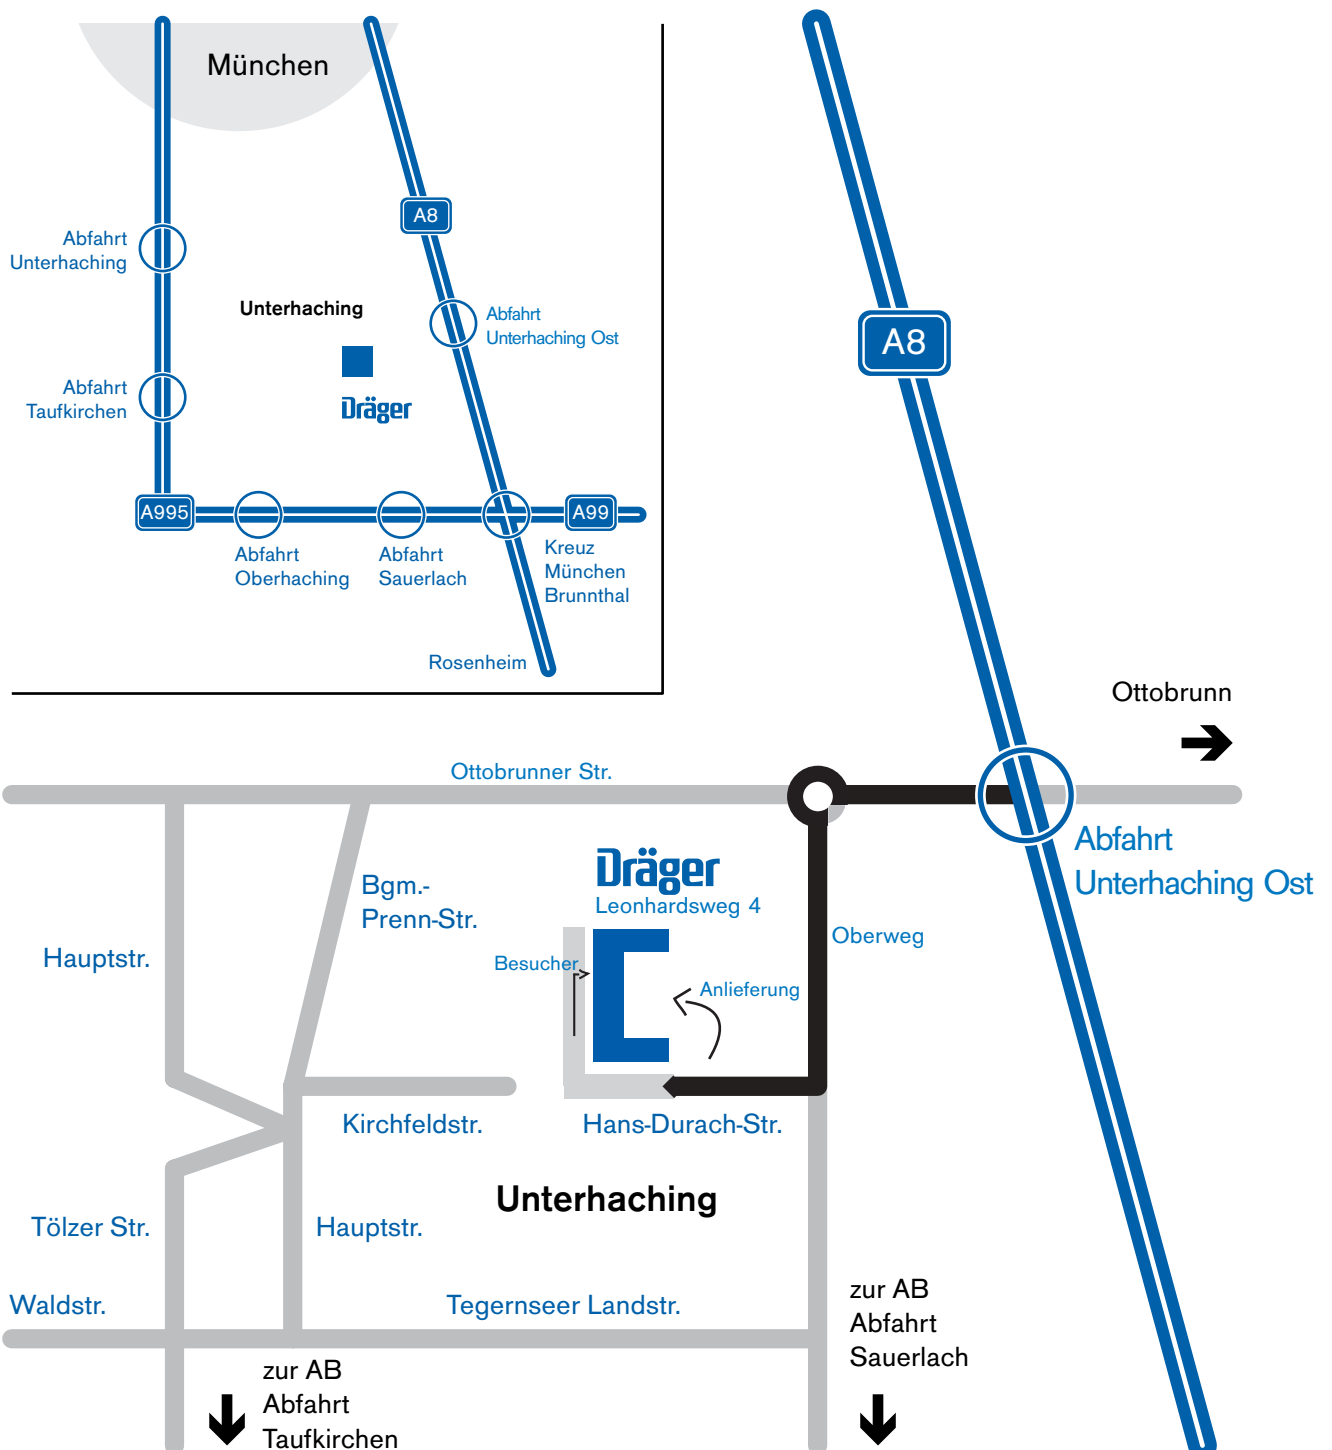 München
A8
Abfahrt
Unterhaching
Unterhaching
Abfahrt
Unterhaching Ost
Abfahrt
Taufkirchen
Dräger
A995
A99
Abfahrt
Oberhaching
Abfahrt
Sauerlach
Kreuz
München
Brunnthal
Rosenheim
A8
Ottobrunn
Ottobrunner Str.
Abfahrt
Unterhaching Ost
Dräger
Leonhardsweg 4
Bgm.-
Prenn-Str.
Oberweg
Hauptstr.
Besucher
Anlieferung
Kirchfeldstr.
Hans-Durach-Str.
Unterhaching
Tölzer Str.
Hauptstr.
Waldstr.
Tegernseer Landstr.
zur AB
Abfahrt
Sauerlach
zur AB
Abfahrt
Taufkirchen